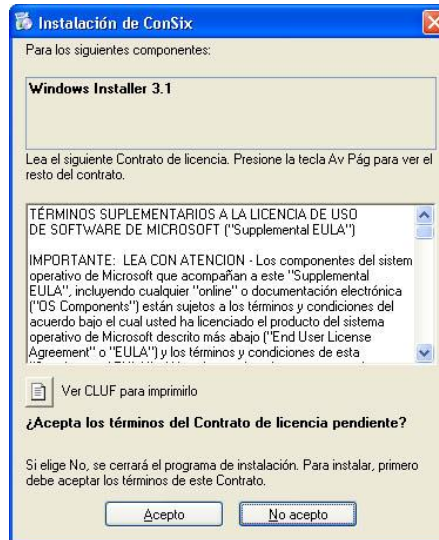 Instalación de ConSix
Para los siguientes componentes:
Windows Installer 3.1
Lea el siguiente Contrato de licencia. Presione la tecla Av Pág para ver el
resto del contrato.
TÉRMINOS SUPLEMENTARIOS A LA LICENCIA DE USO
DE SOFTWARE DE MICROSOFT ("Supplemental EULA")
IMPORTANTE: LEA CON ATENCION - Los componentes del sistem
operativo de Microsoft que acompañan a este "Supplemental
EULA", incluyendo cualquier "online" o documentación electrónica
("OS Components") están sujetos a los términos y condiciones del
acuerdo bajo el cual usted ha licenciado el producto del sistema
operativo de Microsoft descrito más abajo ("End User License
Agreement" o "EULA") y los términos y condiciones de esta
Ver CLUF para imprimirlo
¿Acepta los términos del Contrato de licencia pendiente?
Si elige No, se cerrará el programa de instalación. Para instalar, primero
debe aceptar los términos de este Contrato.
Acepto
No acepto